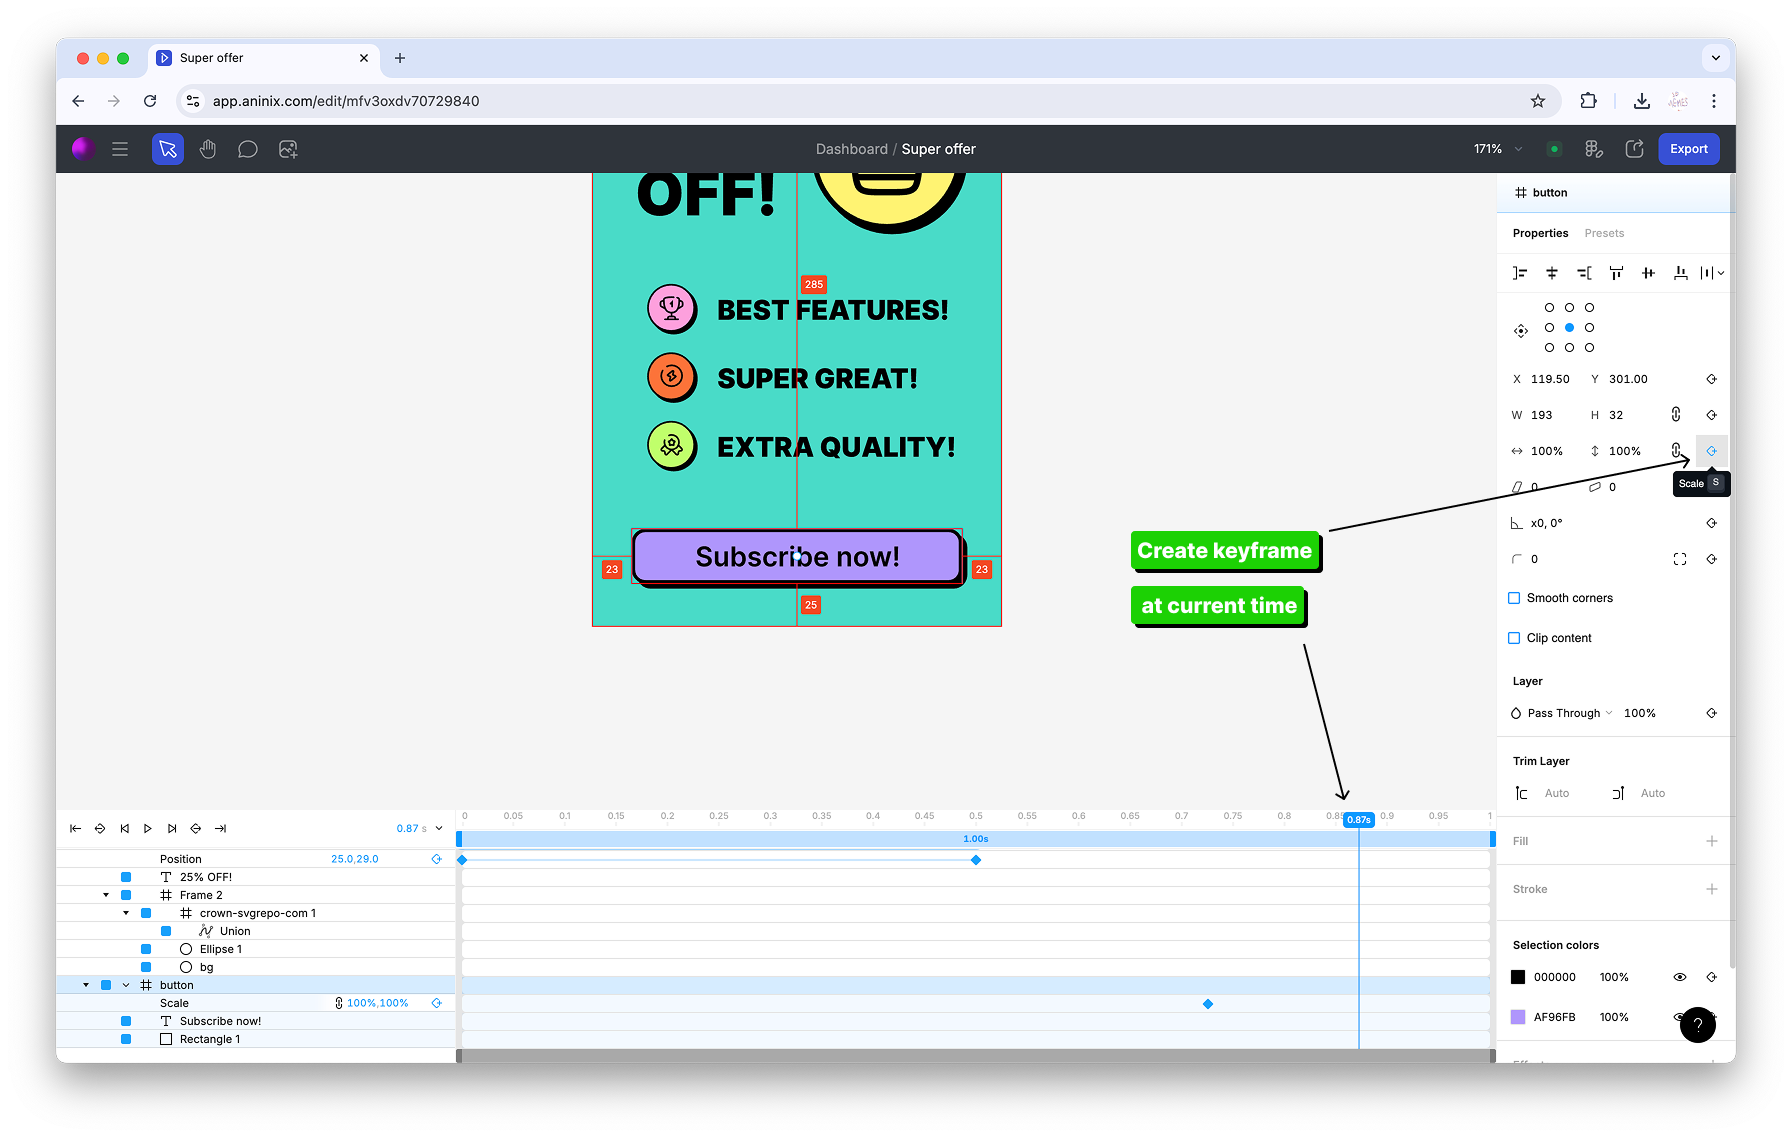 Super offer
app.aninix.com/edit/mfv3oxdv70729840
Dashboard / Super offer
171%
Export
OFF!
285
BEST FEATURES!
SUPER GREAT!
EXTRA QUALITY!
Subscribe now!
23
23
25
Create keyframe
at current time
button
Properties Presets
X 119.50 Y 301.00
W 193 H 32
100% 100%
Scale S
0 0
x0, 0°
0
Smooth corners
Clip content
Layer
Pass Through 100%
Trim Layer
Auto Auto
Fill
Stroke
Selection colors
000000 100%
AF96FB 100%
?
0.87 s
0 0.05 0.1 0.15 0.2 0.25 0.3 0.35 0.4 0.45 0.5 0.55 0.6 0.65 0.7 0.75 0.8 0.85 0.87s 0.9 0.95 1
1.00s
Position 25.0,29.0
25% OFF!
Frame 2
crown-svgrepo-com 1
Union
Ellipse 1
bg
button
Scale 100%,100%
Subscribe now!
Rectangle 1